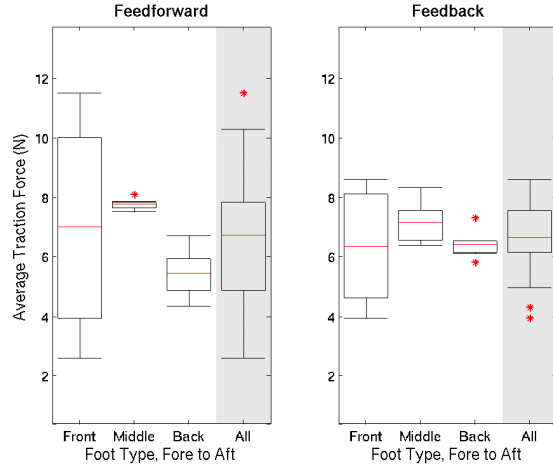 Feedforward
Feedback
Average Traction Force (N)
12
10
8
6
4
2
Front Middle Back All
Foot Type, Fore to Aft
12
10
8
6
4
2
Front Middle Back All
Foot Type, Fore to Aft